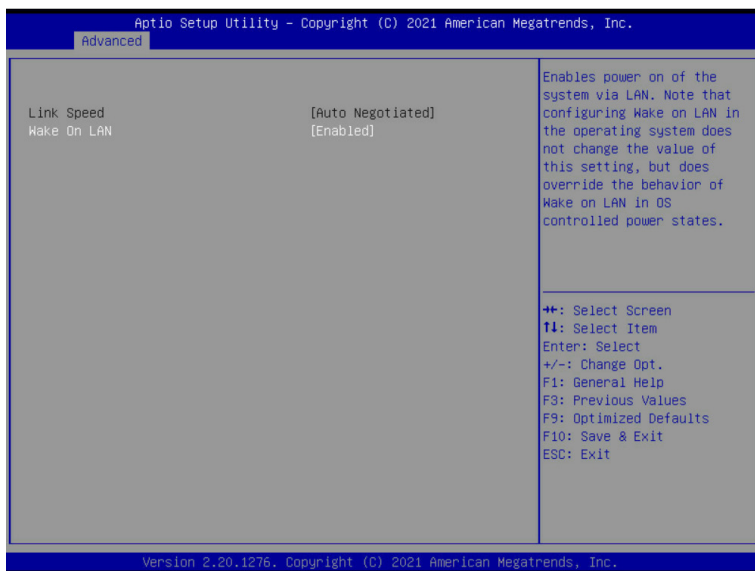 Aptio Setup Utility – Copyright (C) 2021 American Megatrends, Inc.
Advanced
Link Speed [Auto Negotiated]
Wake On LAN [Enabled]
Enables power on of the
system via LAN. Note that
configuring Wake on LAN in
the operating system does
not change the value of
this setting, but does
override the behavior of
Wake on LAN in OS
controlled power states.
→←: Select Screen
↑↓: Select Item
Enter: Select
+/-: Change Opt.
F1: General Help
F3: Previous Values
F9: Optimized Defaults
F10: Save & Exit
ESC: Exit
Version 2.20.1276. Copyright (C) 2021 American Megatrends, Inc.